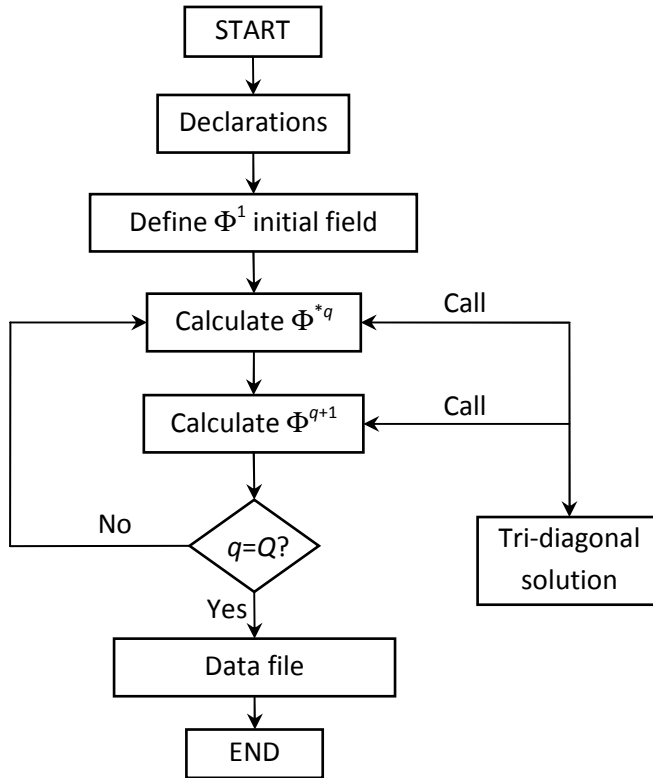 START
Declarations
Define Φ¹ initial field
Calculate Φ*q
Call
Calculate Φq+1
Call
No
q=Q?
Tri-diagonal
solution
Yes
Data file
END